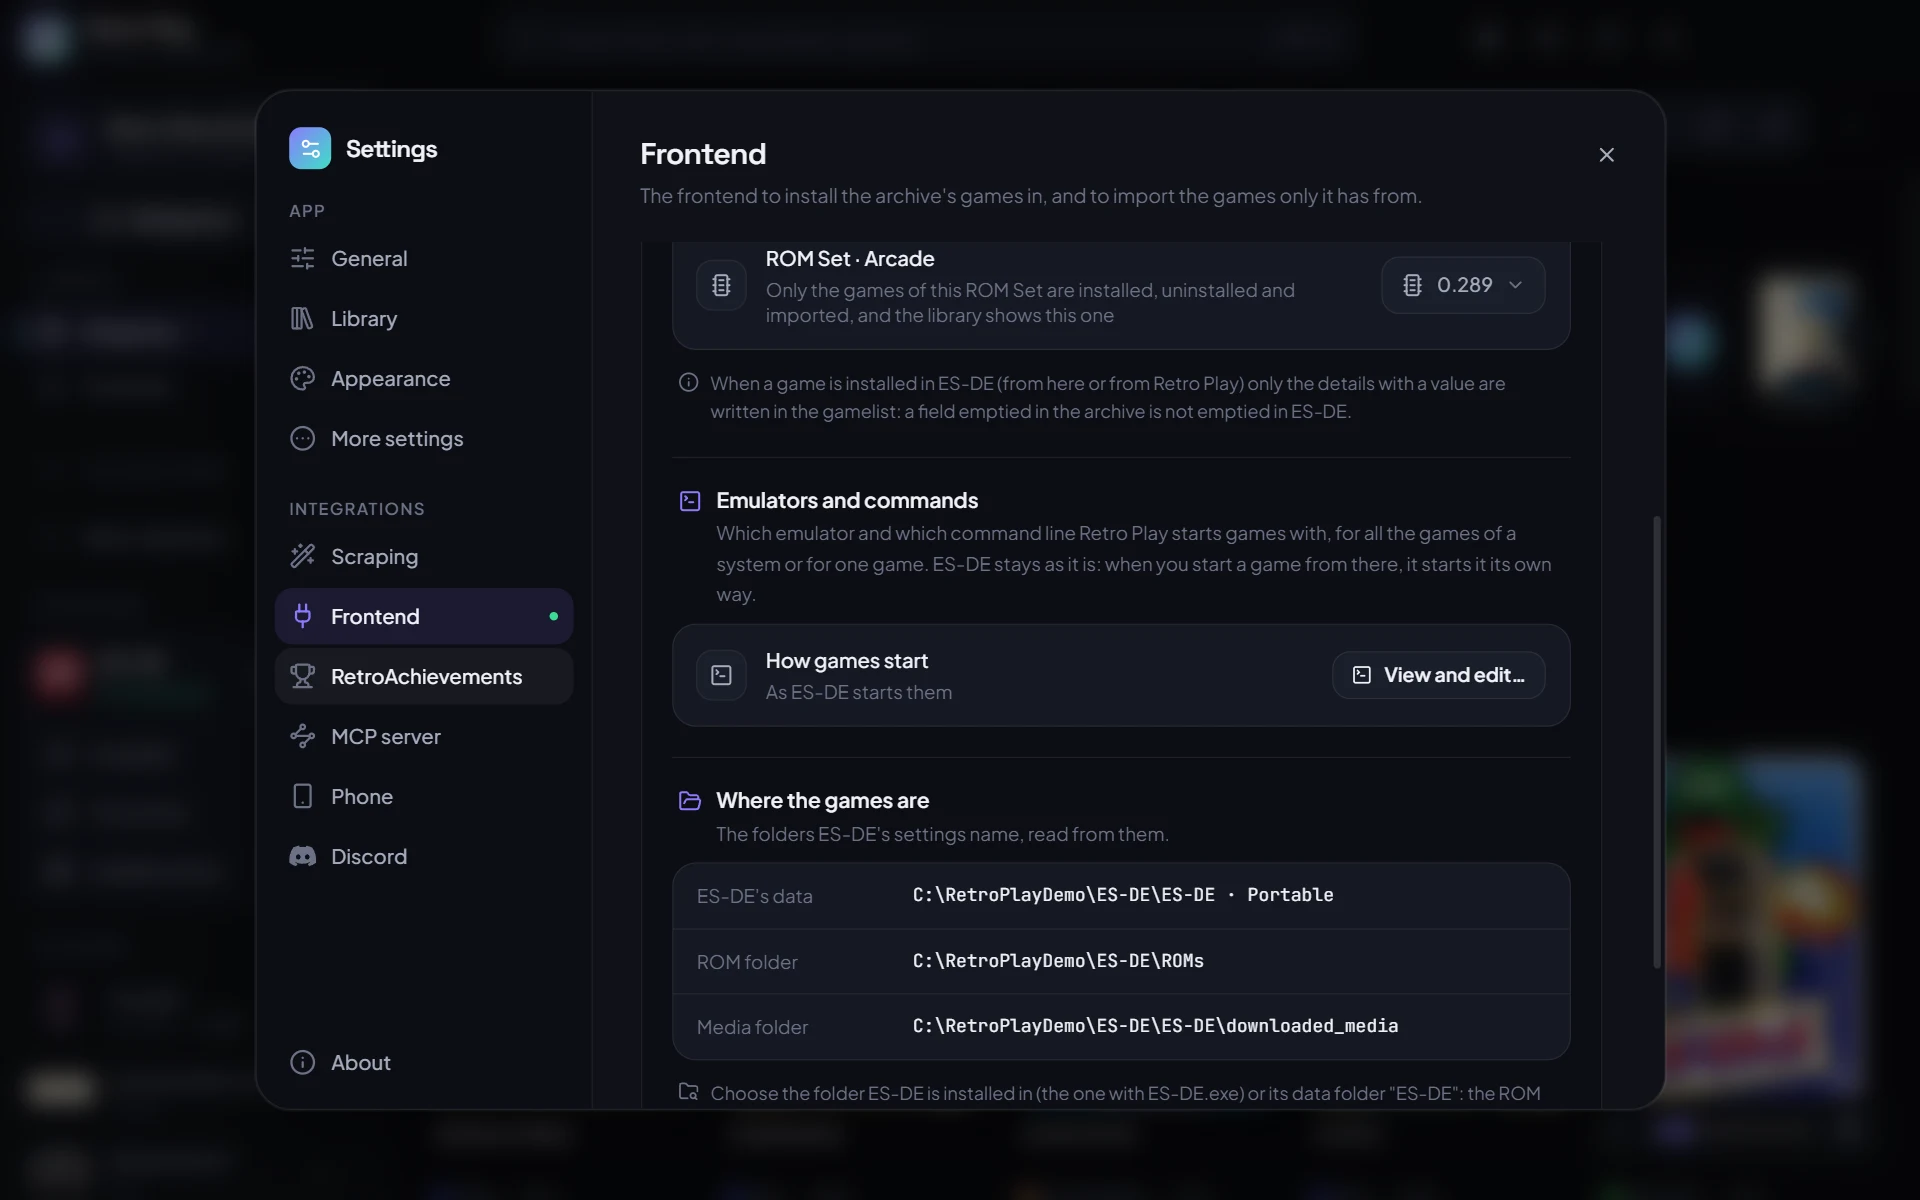 Settings
APP
General
Library
Appearance
More settings
INTEGRATIONS
Scraping
Frontend
RetroAchievements
MCP server
Phone
Discord
About
Frontend
The frontend to install the archive's games in, and to import the games only it has from.
ROM Set · Arcade
Only the games of this ROM Set are installed, uninstalled and
imported, and the library shows this one
0.289
When a game is installed in ES-DE (from here or from Retro Play) only the details with a value are
written in the gamelist: a field emptied in the archive is not emptied in ES-DE.
Emulators and commands
Which emulator and which command line Retro Play starts games with, for all the games of a
system or for one game. ES-DE stays as it is: when you start a game from there, it starts it its own
way.
How games start
As ES-DE starts them
View and edit...
Where the games are
The folders ES-DE's settings name, read from them.
ES-DE's data
C:\RetroPlayDemo\ES-DE\ES-DE · Portable
ROM folder
C:\RetroPlayDemo\ES-DE\ROMs
Media folder
C:\RetroPlayDemo\ES-DE\ES-DE\downloaded_media
Choose the folder ES-DE is installed in (the one with ES-DE.exe) or its data folder "ES-DE": the ROM